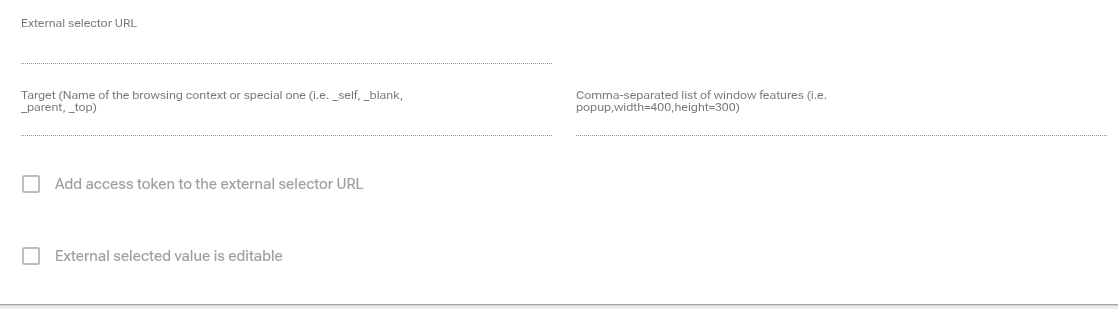 External selector URL
Target (Name of the browsing context or special one (i.e. _self, _blank,
_parent, _top)
Comma-separated list of window features (i.e.
popup,width=400,height=300)
Add access token to the external selector URL
External selected value is editable